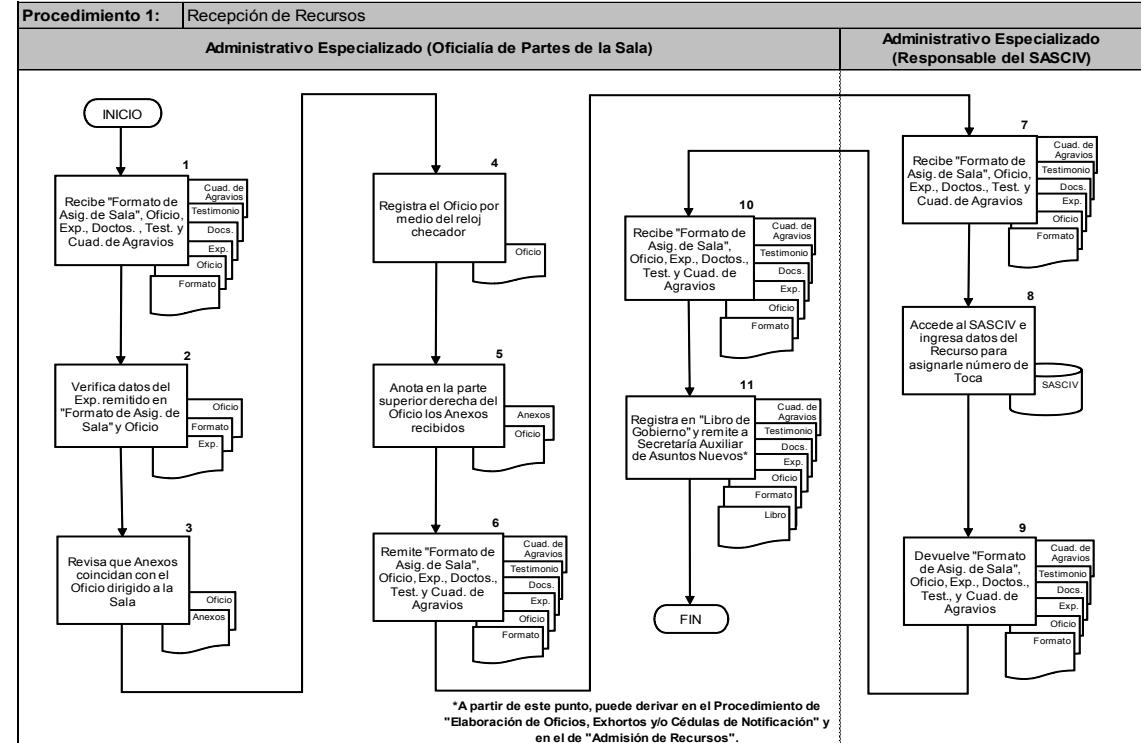 Procedimiento 1: Recepción de Recursos
Administrativo Especializado (Oficialía de Partes de la Sala)
Administrativo Especializado
(Responsable del SASCIV)
INICIO
1
Recibe "Formato de
Asig. de Sala", Oficio,
Exp., Doctos. , Test. y
Cuad. de Agravios
Cuad. de
Agravios
Testimonio
Docs.
Exp.
Oficio
Formato
2
Verifica datos del
Exp. remitido en
"Formato de Asig. de
Sala" y Oficio
Oficio
Formato
Exp.
3
Revisa que Anexos
coincidan con el
Oficio dirigido a la
Sala
Oficio
Anexos
4
Registra el Oficio por
medio del reloj
checador
Oficio
5
Anota en la parte
superior derecha del
Oficio los Anexos
recibidos
Anexos
Oficio
6
Remite "Formato de
Asig. de Sala",
Oficio, Exp., Doctos.,
Test. y Cuad. de
Agravios
Cuad. de
Agravios
Testimonio
Docs.
Exp.
Oficio
Formato
7
Recibe "Formato de
Asig. de Sala", Oficio,
Exp., Doctos., Test. y
Cuad. de Agravios
Cuad. de
Agravios
Testimonio
Docs.
Exp.
Oficio
Formato
8
Accede al SASCIV e
ingresa datos del
Recurso para
asignarle número de
Toca
SASCIV
9
Devuelve "Formato
de Asig. de Sala",
Oficio, Exp., Doctos.,
Test., y Cuad. de
Agravios
Cuad. de
Agravios
Testimonio
Docs.
Exp.
Oficio
Formato
10
Recibe "Formato de
Asig. de Sala",
Oficio, Exp., Doctos.,
Test. y Cuad. de
Agravios
Cuad. de
Agravios
Testimonio
Docs.
Exp.
Oficio
Formato
11
Registra en "Libro de
Gobierno" y remite a
Secretaría Auxiliar
de Asuntos Nuevos*
Cuad. de
Agravios
Testimonio
Docs.
Exp.
Oficio
Formato
Libro
FIN
*A partir de este punto, puede derivar en el Procedimiento de
"Elaboración de Oficios, Exhortos y/o Cédulas de Notificación" y
en el de "Admisión de Recursos".